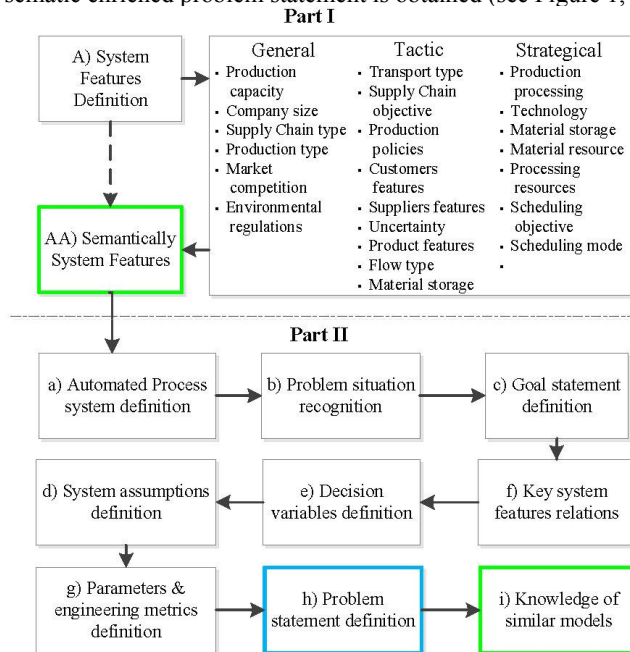 sematic enriched problem statement is obtained (see Figure 1,
Part I
A) System
Features
Definition
General
▪ Production
capacity
▪ Company size
▪ Supply Chain type
▪ Production type
▪ Market
competition
▪ Environmental
regulations
Tactic
▪ Transport type
▪ Supply Chain
objective
▪ Production
policies
▪ Customers
features
▪ Suppliers features
▪ Uncertainty
▪ Product features
▪ Flow type
▪ Material storage
Strategical
▪ Production
processing
▪ Technology
▪ Material storage
▪ Material resource
▪ Processing
resources
▪ Scheduling
objective
▪ Scheduling mode
▪
AA) Semantically
System Features
Part II
a) Automated Process
system definition
b) Problem situation
recognition
c) Goal statement
definition
d) System assumptions
definition
e) Decision
variables definition
f) Key system
features relations
g) Parameters &
engineering metrics
definition
h) Problem
statement definition
i) Knowledge of
similar models